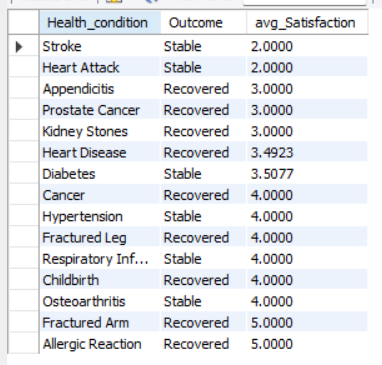 Health_condition Outcome avg_Satisfaction
Stroke Stable 2.0000
Heart Attack Stable 2.0000
Appendicitis Recovered 3.0000
Prostate Cancer Recovered 3.0000
Kidney Stones Recovered 3.0000
Heart Disease Recovered 3.4923
Diabetes Stable 3.5077
Cancer Recovered 4.0000
Hypertension Stable 4.0000
Fractured Leg Recovered 4.0000
Respiratory Inf... Stable 4.0000
Childbirth Recovered 4.0000
Osteoarthritis Stable 4.0000
Fractured Arm Recovered 5.0000
Allergic Reaction Recovered 5.0000